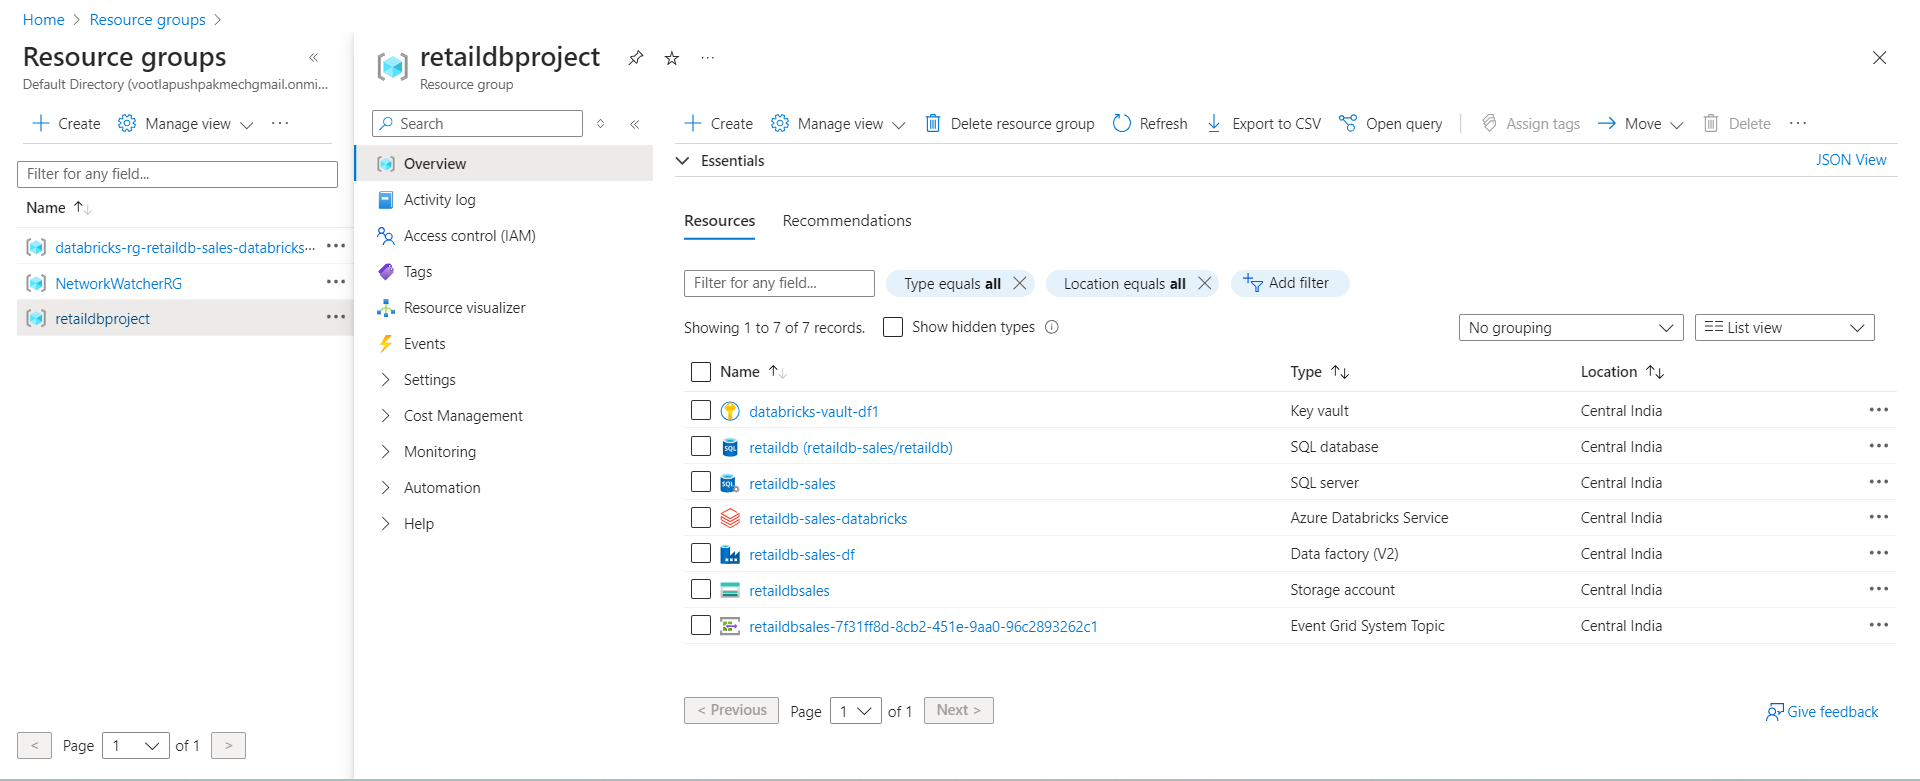 Home > Resource groups >
Resource groups «
Default Directory (vootlapushpakmechgmail.onmi...
+ Create Manage view ···
Filter for any field...
Name ↑↓
databricks-rg-retaildb-sales-databricks··· ···
NetworkWatcherRG ···
retaildbproject ···
< Page 1 of 1 >
retaildbproject ···
Resource group
Search «
Overview
Activity log
Access control (IAM)
Tags
Resource visualizer
Events
Settings
Cost Management
Monitoring
Automation
Help
+ Create Manage view Delete resource group Refresh Export to CSV Open query Assign tags Move Delete ···
Essentials JSON View
Resources Recommendations
Filter for any field... Type equals all Location equals all Add filter
Showing 1 to 7 of 7 records. Show hidden types No grouping List view
Name ↑↓ Type ↑↓ Location ↑↓
databricks-vault-df1 Key vault Central India ···
retaildb (retaildb-sales/retaildb) SQL database Central India ···
retaildb-sales SQL server Central India ···
retaildb-sales-databricks Azure Databricks Service Central India ···
retaildb-sales-df Data factory (V2) Central India ···
retaildbsales Storage account Central India ···
retaildbsales-7f31ff8d-8cb2-451e-9aa0-96c2893262c1 Event Grid System Topic Central India ···
< Previous Page 1 of 1 Next > Give feedback